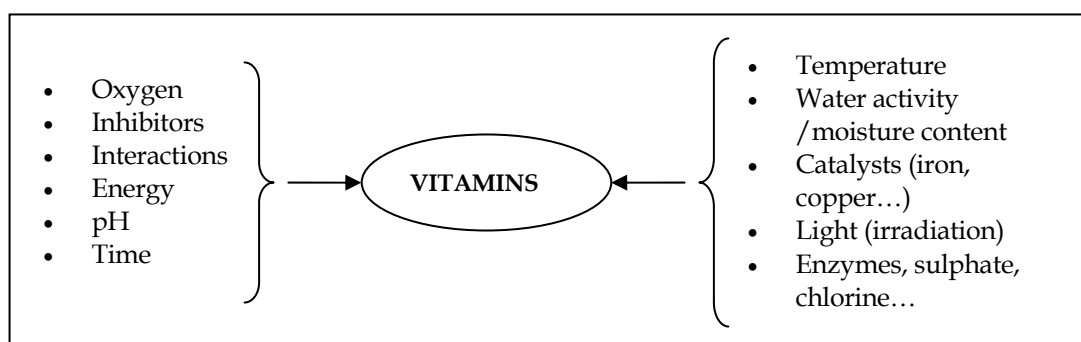 • Oxygen
• Inhibitors
• Interactions
• Energy
• pH
• Time
VITAMINS
• Temperature
• Water activity
/moisture content
• Catalysts (iron,
copper…)
• Light (irradiation)
• Enzymes, sulphate,
chlorine…